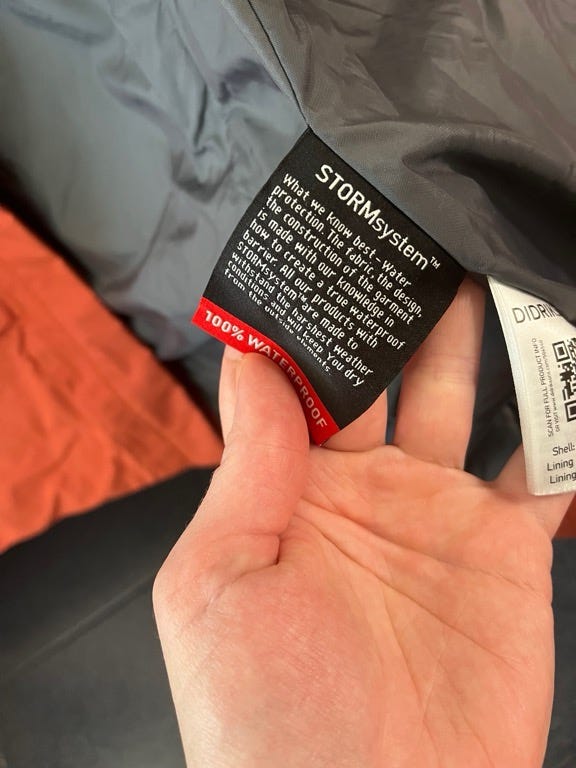 STORMsystem™
What we know best-water
protection. The fabric, the design,
the construction of the garment
is made with our knowledge in
how to create a true waterproof
barrier. All our products with
STORMsystem™ are made to
withstand the harshest weather
conditions and will keep you dry
from the outside elements
100% WATERPROOF
DIDRIKS
SCAN FOR FULL PRODUCT INFO
OR VISIT
Shell:
Lining
Lining